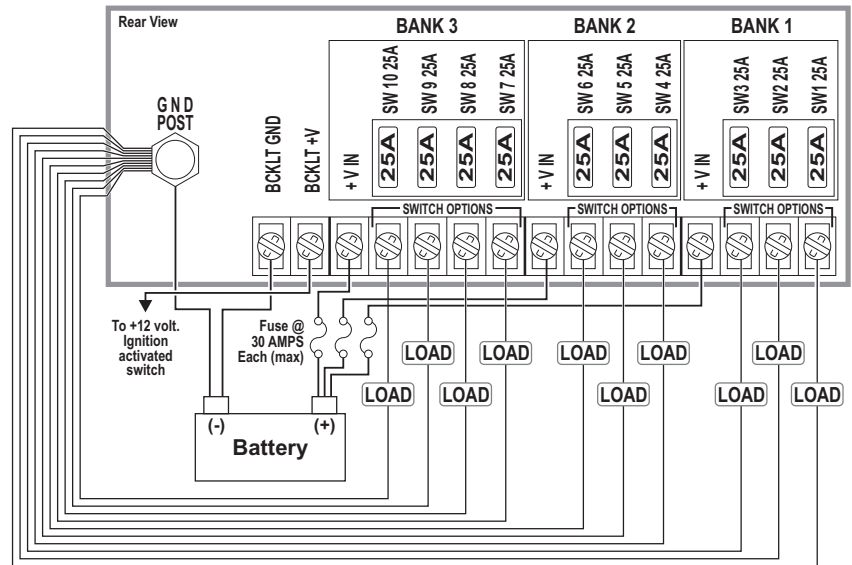 Rear View
BANK 3
BANK 2
BANK 1
GND
POST
BCKLT GND
BCKLT +V
+ V IN
SW 10 25A
SW 9 25A
SW 8 25A
SW 7 25A
+ V IN
SW 6 25A
SW 5 25A
SW 4 25A
+ V IN
SW3 25A
SW2 25A
SW1 25A
25A
25A
25A
25A
25A
25A
25A
25A
25A
25A
SWITCH OPTIONS
SWITCH OPTIONS
SWITCH OPTIONS
To +12 volt.
Ignition
activated
switch
Fuse @
30 AMPS
Each (max)
LOAD
LOAD
LOAD
LOAD
LOAD
LOAD
LOAD
LOAD
LOAD
LOAD
(-)
(+)
Battery